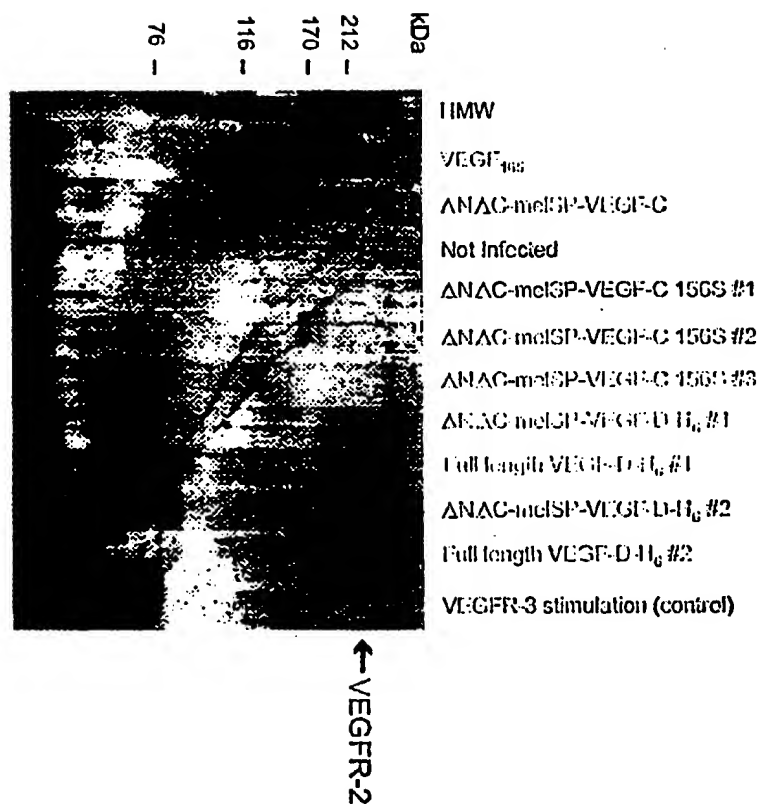 kDa
212 –
170 –
116 –
76 –
HMW
VEGF165
ΔNΔC-melSP-VEGF-C
Not Infected
ΔNΔC-melSP-VEGF-C 156S #1
ΔNΔC-melSP-VEGF-C 156S #2
ΔNΔC-melSP-VEGF-C 156S #3
ΔNΔC-melSP-VEGF-D-H6 #1
Full length VEGF-D-H6 #1
ΔNΔC-melSP-VEGF-D-H6 #2
Full length VEGF-D-H6 #2
VEGFR-3 stimulation (control)
←VEGFR-2